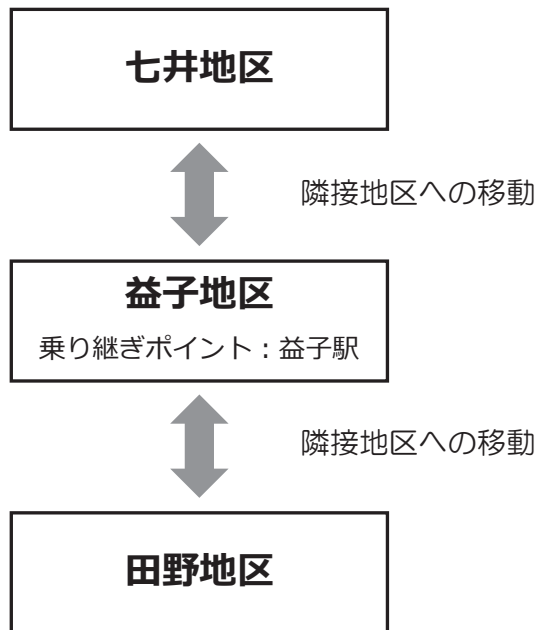 七井地区
隣接地区への移動
益子地区
乗り継ぎポイント：益子駅
隣接地区への移動
田野地区